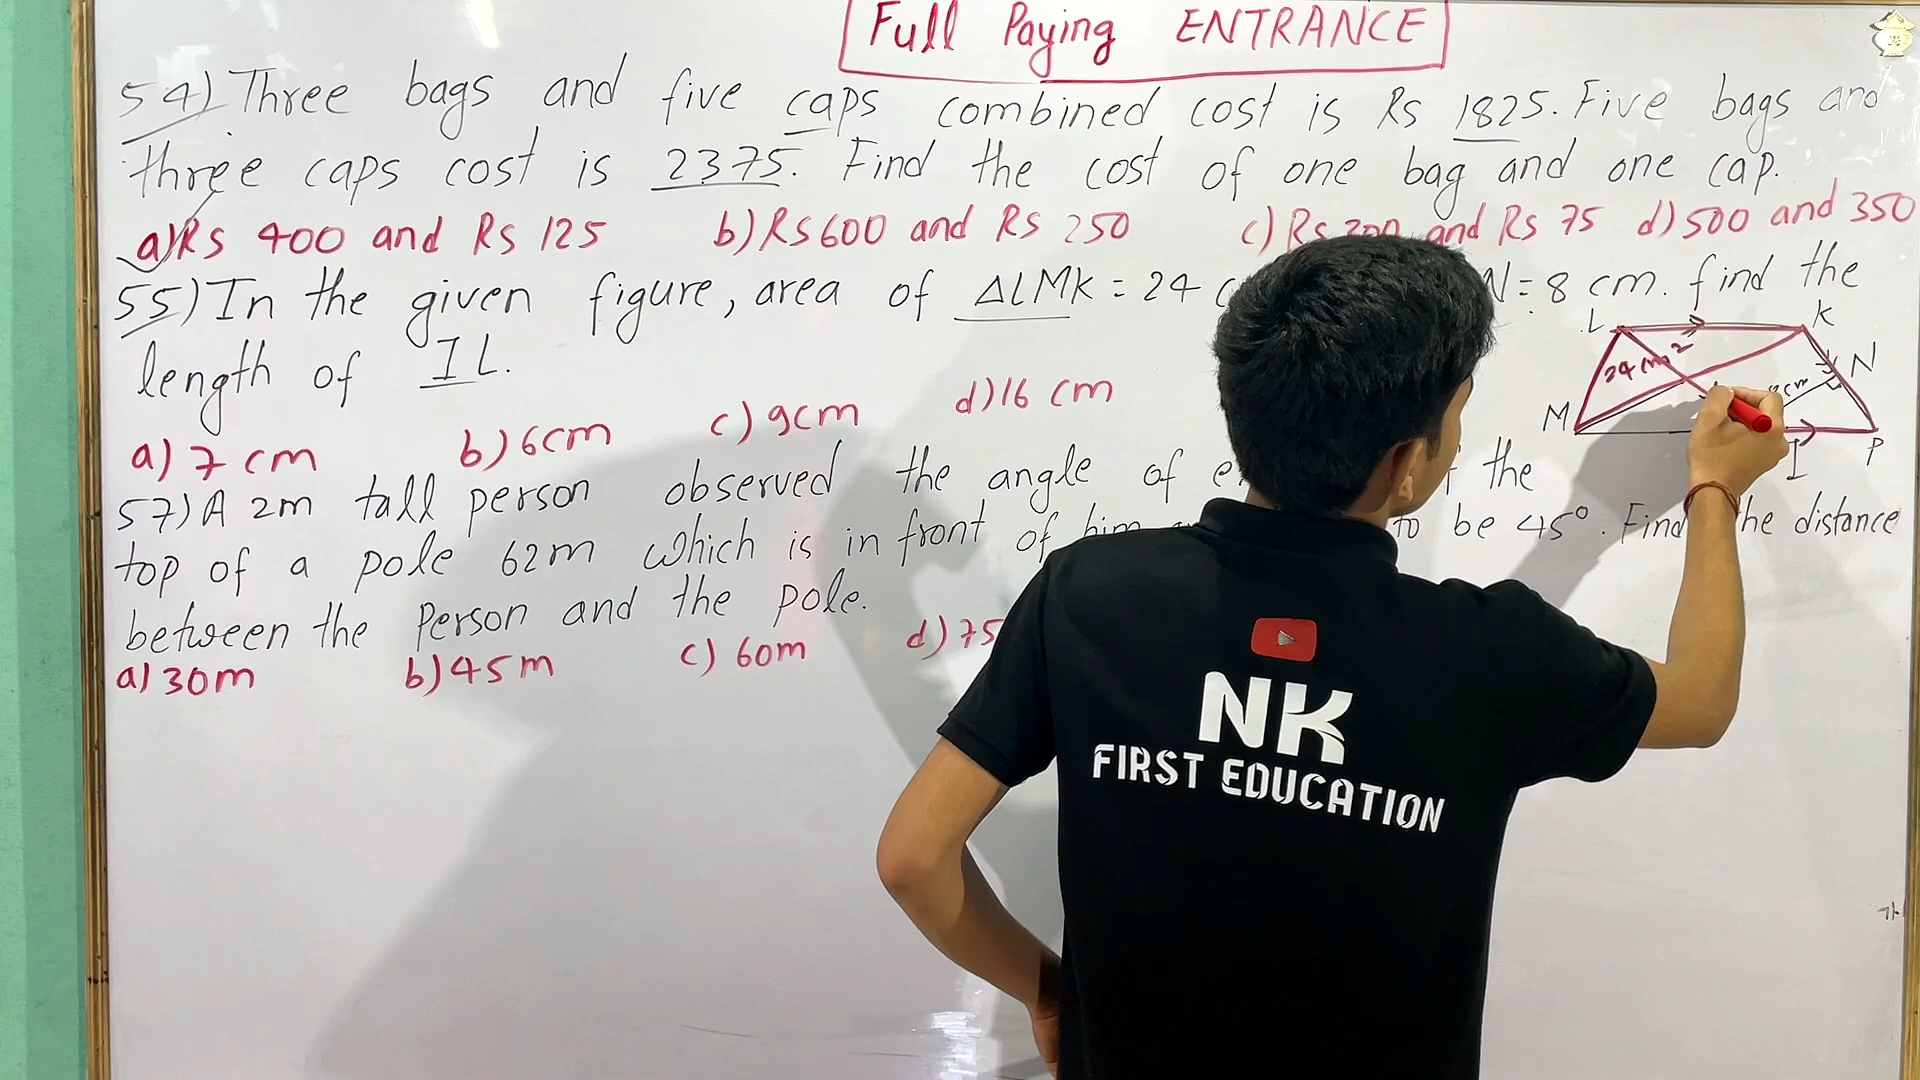 Full Paying ENTRANCE
54) Three bags and five caps combined cost is Rs 1825. Five bags and
three caps cost is 2375. Find the cost of one bag and one cap.
a) Rs 400 and Rs 125 b) Rs 600 and Rs 250 c) Rs and Rs 75 d) 500 and 350
55) In the given figure, area of ΔLMK = 24 N = 8 cm. find the
length of IL.
a) 7 cm b) 6cm c) 9cm d) 16 cm
L K
24 cm 2 N
8cm
M P
I
57) A 2m tall person observed the angle of the
top of a pole 62m which is in front of him to be 45°. Find the distance
between the Person and the pole.
a) 30m b) 45m c) 60m d) 75
NK
FIRST EDUCATION